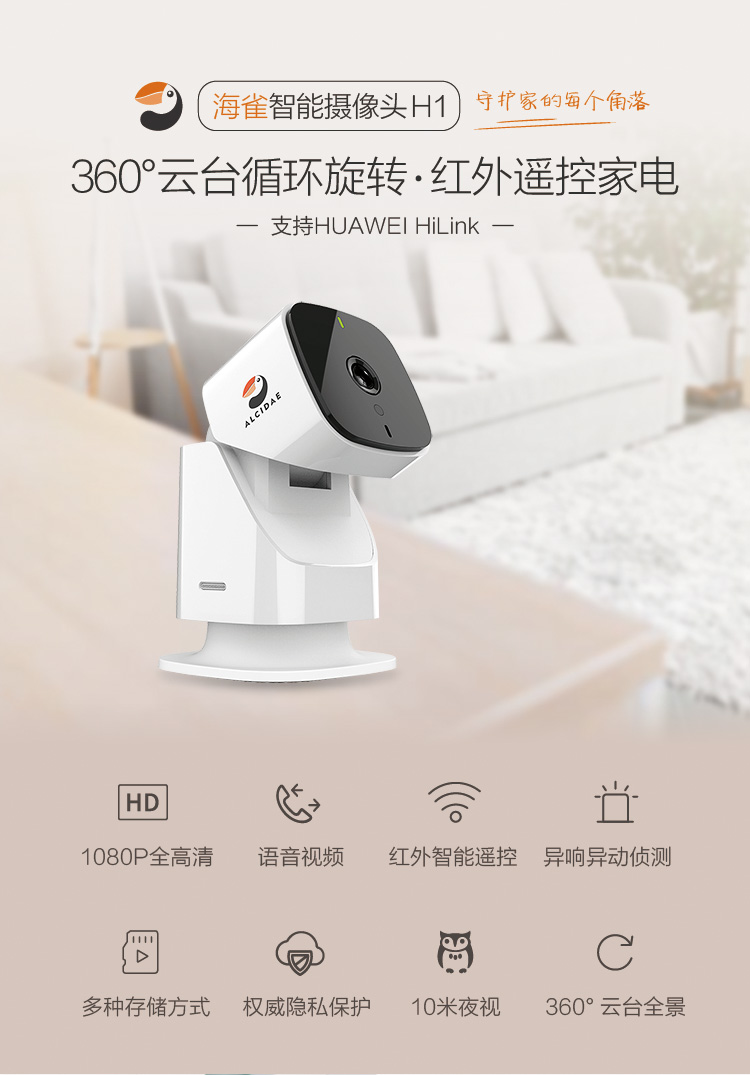 海雀智能摄像头H1
守护家的每个角落
360°云台循环旋转·红外遥控家电
— 支持HUAWEI HiLink —
ALCIDAE
HD
1080P全高清
语音视频
红外智能遥控
异响异动侦测
多种存储方式
权威隐私保护
10米夜视
360° 云台全景